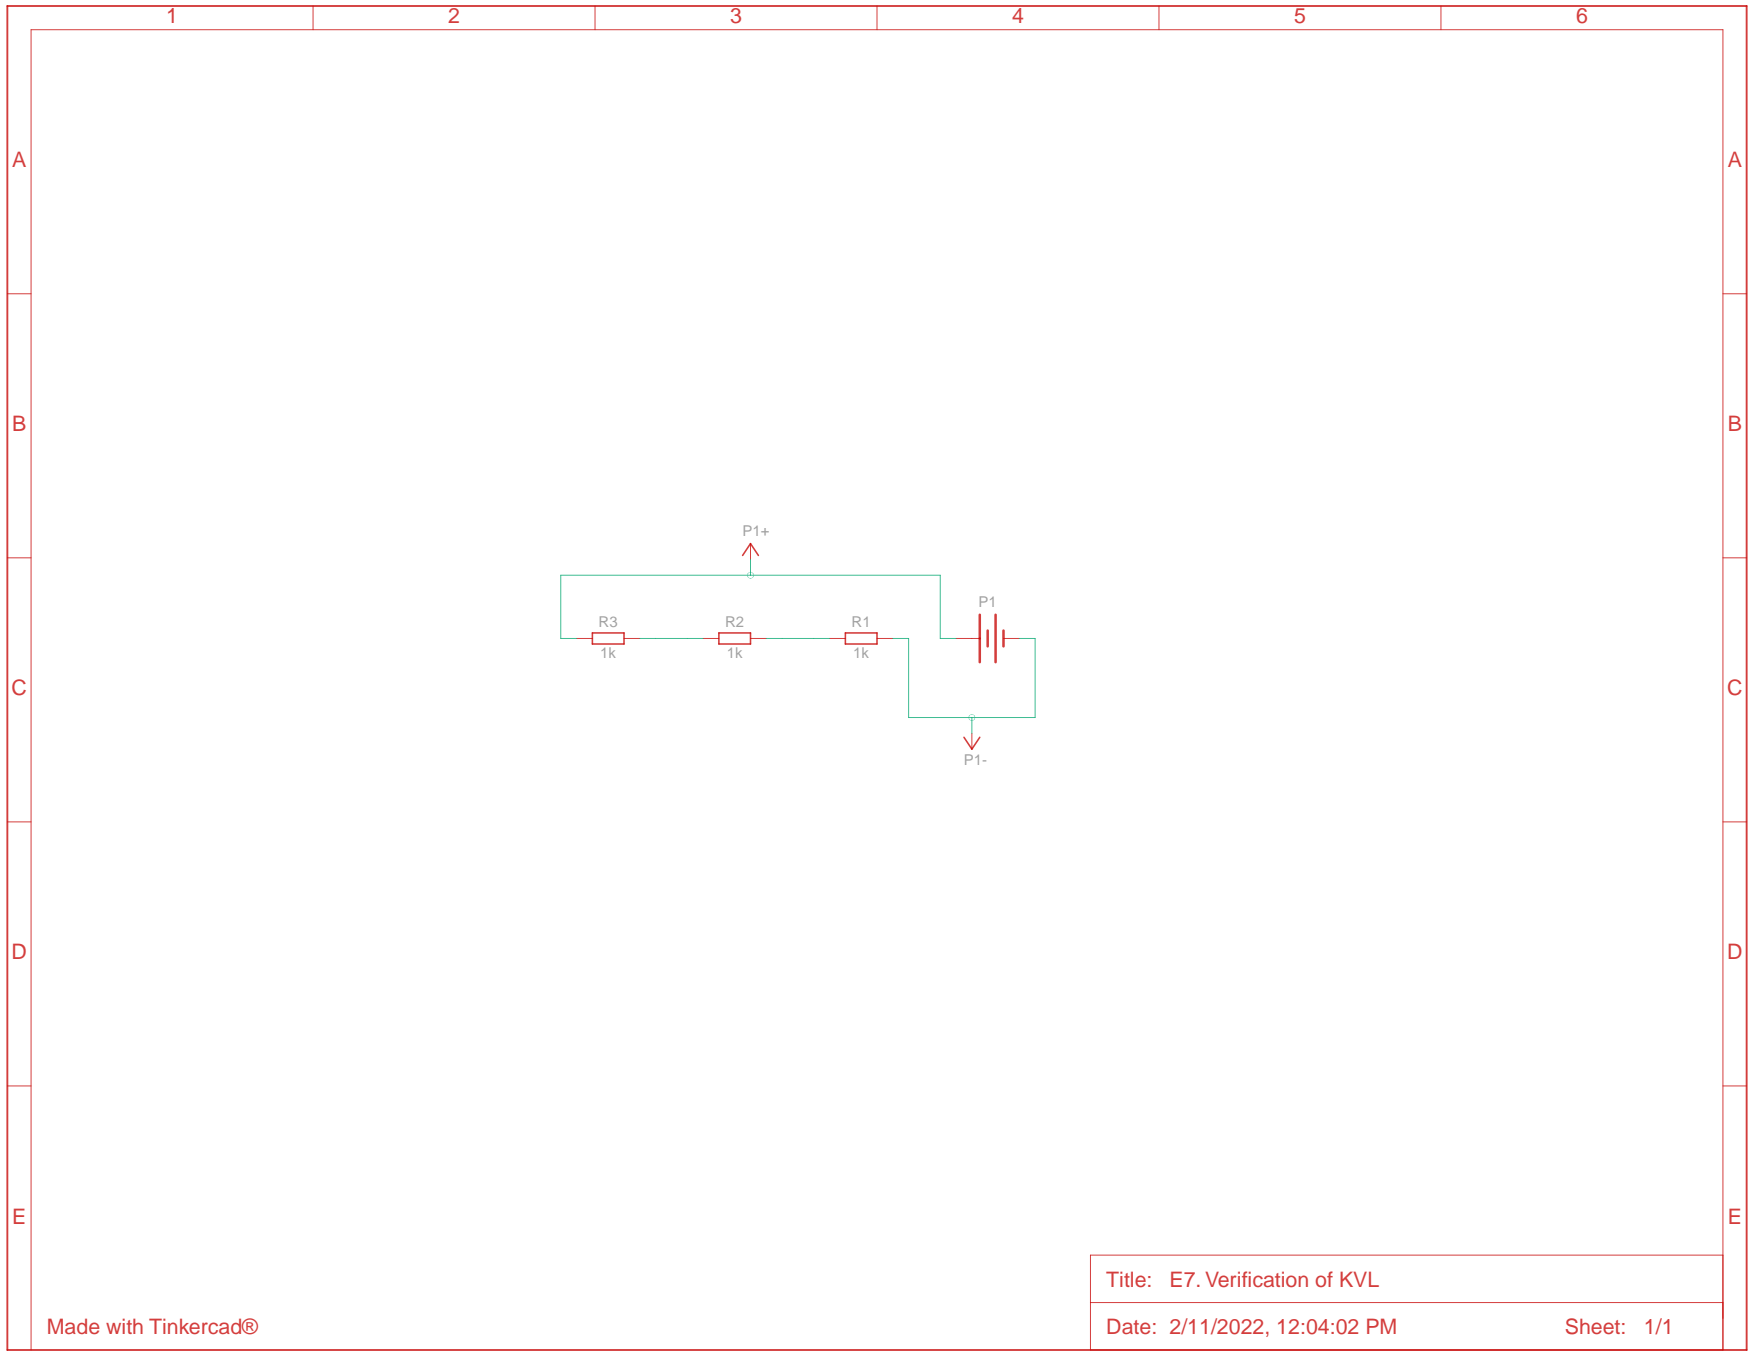 1 2 3 4 5 6
A A
B B
P1+
P1
R3 R2 R1
1k 1k 1k
C C
P1-
D D
E E
Title: E7. Verification of KVL
Made with Tinkercad® Date: 2/11/2022, 12:04:02 PM Sheet: 1/1